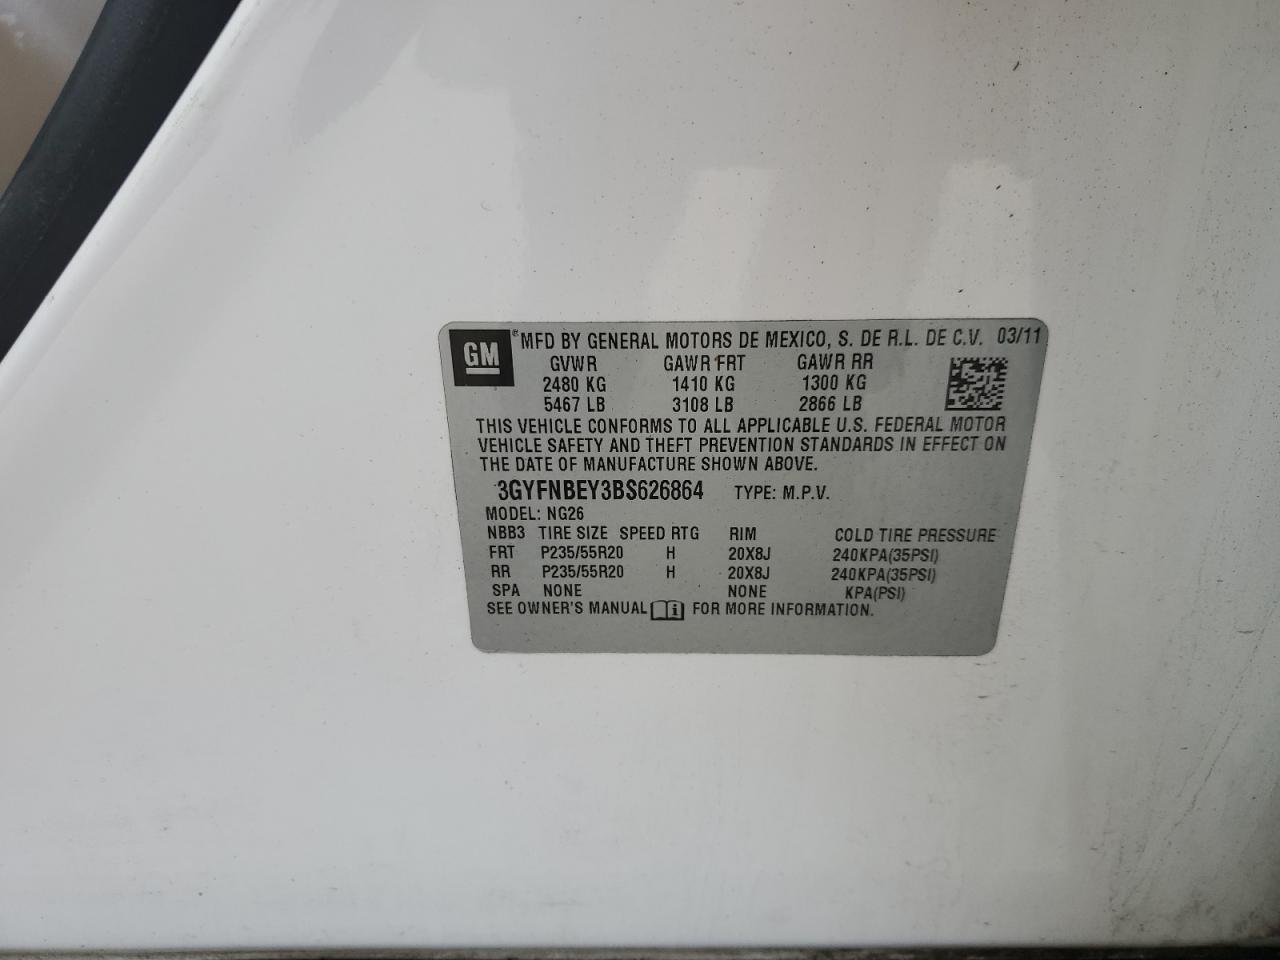 GM ® MFD BY GENERAL MOTORS DE MEXICO, S. DE R.L. DE C.V. 03/11
GVWR GAWR FRT GAWR RR
2480 KG 1410 KG 1300 KG
5467 LB 3108 LB 2866 LB
THIS VEHICLE CONFORMS TO ALL APPLICABLE U.S. FEDERAL MOTOR
VEHICLE SAFETY AND THEFT PREVENTION STANDARDS IN EFFECT ON
THE DATE OF MANUFACTURE SHOWN ABOVE.
3GYFNBEY3BS626864 TYPE: M.P.V.
MODEL: NG26
NBB3 TIRE SIZE SPEED RTG RIM COLD TIRE PRESSURE
FRT P235/55R20 H 20X8J 240KPA(35PSI)
RR P235/55R20 H 20X8J 240KPA(35PSI)
SPA NONE NONE KPA(PSI)
SEE OWNER'S MANUAL i FOR MORE INFORMATION.